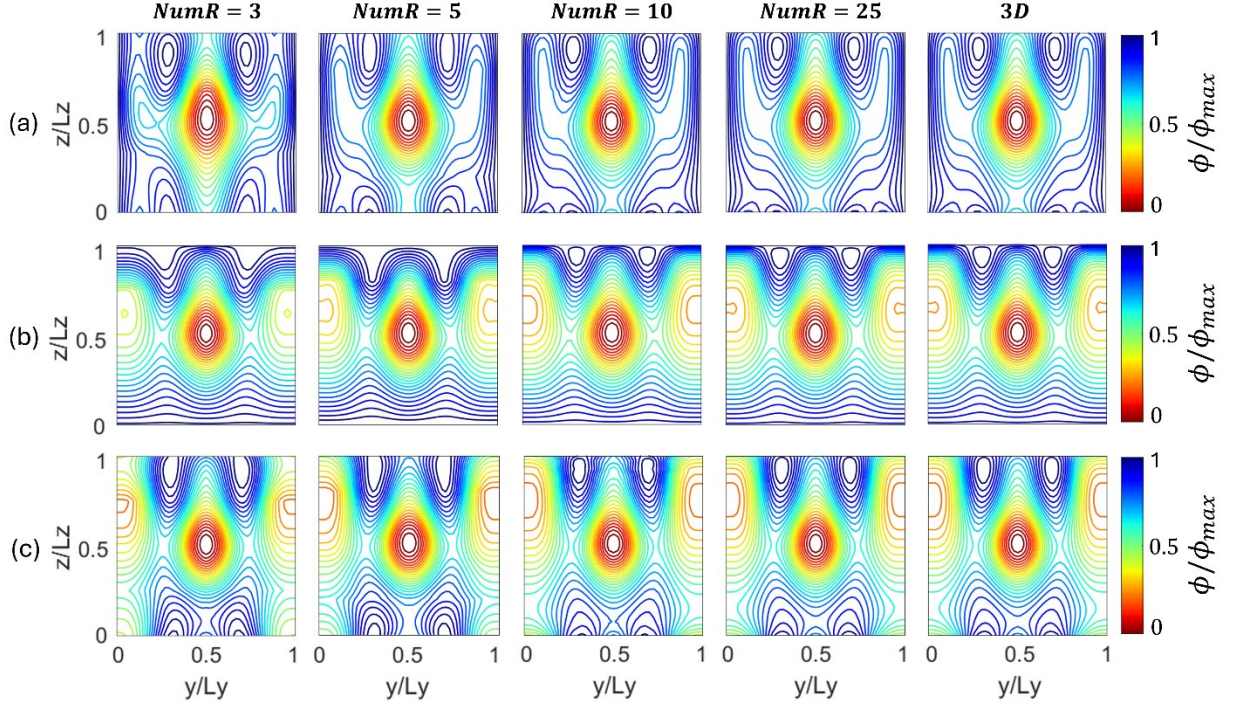 NumR = 3 NumR = 5 NumR = 10 NumR = 25 3D
(a)
z/Lz
1
0.5
0
1
0.5
0
ϕ/ϕmax
(b)
z/Lz
1
0.5
0
1
0.5
0
ϕ/ϕmax
(c)
z/Lz
1
0.5
0
1
0.5
0
ϕ/ϕmax
0 0.5 1 0 0.5 1 0 0.5 1 0 0.5 1 0 0.5 1
y/Ly y/Ly y/Ly y/Ly y/Ly